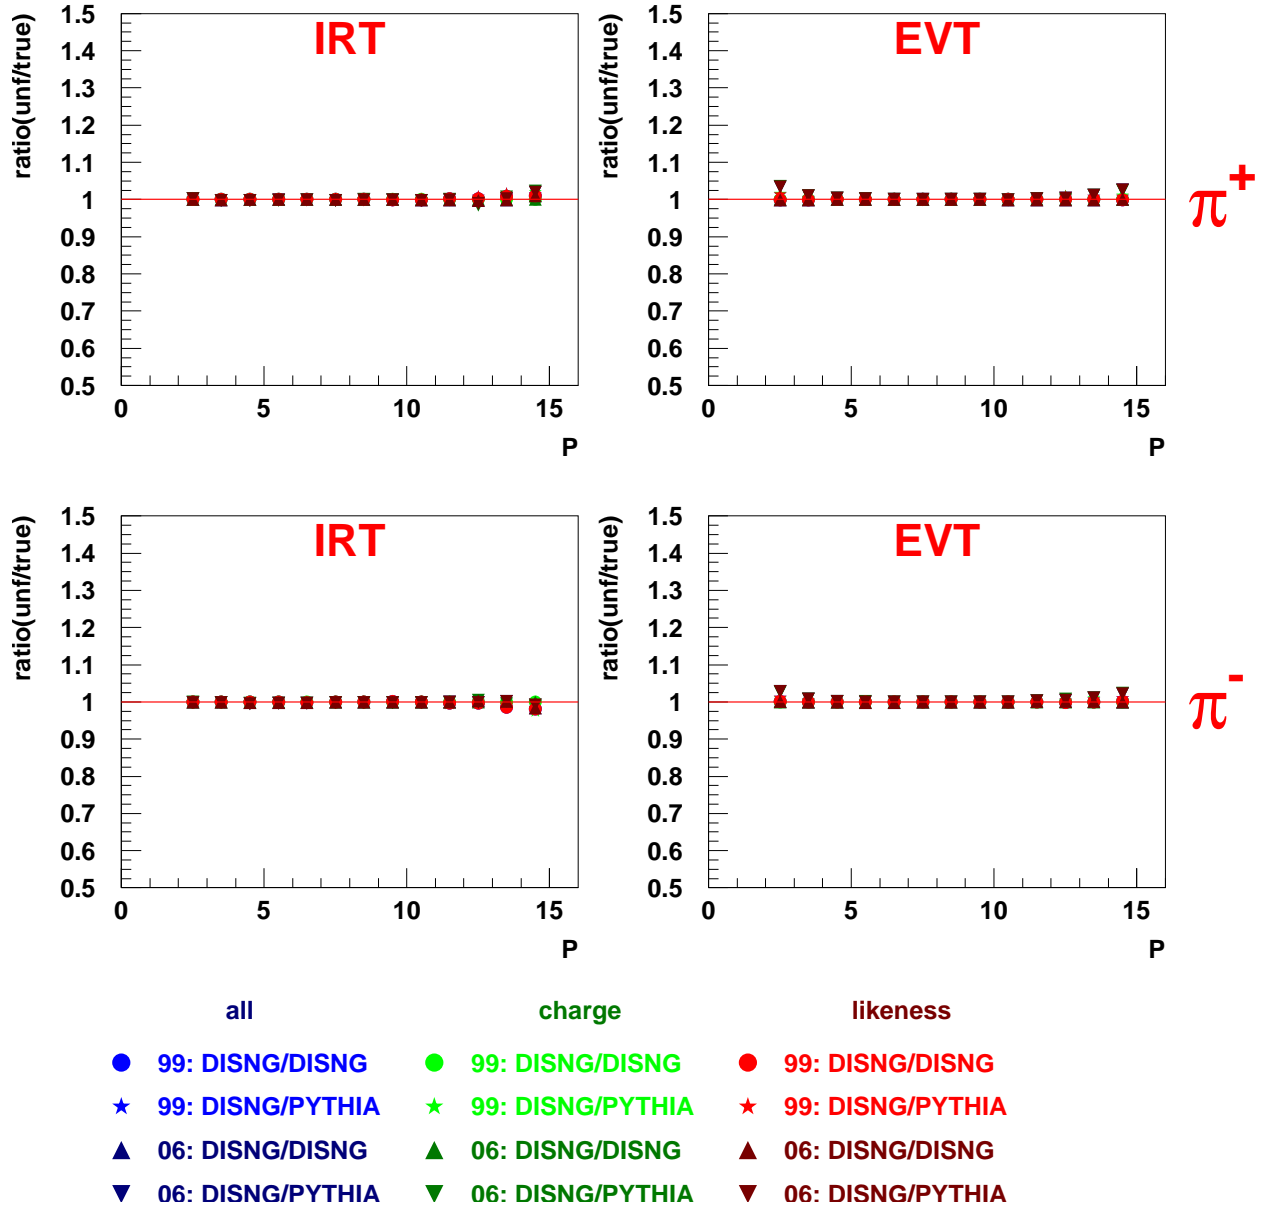 IRT
ratio(unf/true)
1.5
1.4
1.3
1.2
1.1
1
0.9
0.8
0.7
0.6
0.5
0 5 10 15
P
EVT
ratio(unf/true)
1.5
1.4
1.3
1.2
1.1
1
0.9
0.8
0.7
0.6
0.5
0 5 10 15
P
π+
IRT
ratio(unf/true)
1.5
1.4
1.3
1.2
1.1
1
0.9
0.8
0.7
0.6
0.5
0 5 10 15
P
EVT
ratio(unf/true)
1.5
1.4
1.3
1.2
1.1
1
0.9
0.8
0.7
0.6
0.5
0 5 10 15
P
π-
all charge likeness
99: DISNG/DISNG 99: DISNG/DISNG 99: DISNG/DISNG
99: DISNG/PYTHIA 99: DISNG/PYTHIA 99: DISNG/PYTHIA
06: DISNG/DISNG 06: DISNG/DISNG 06: DISNG/DISNG
06: DISNG/PYTHIA 06: DISNG/PYTHIA 06: DISNG/PYTHIA